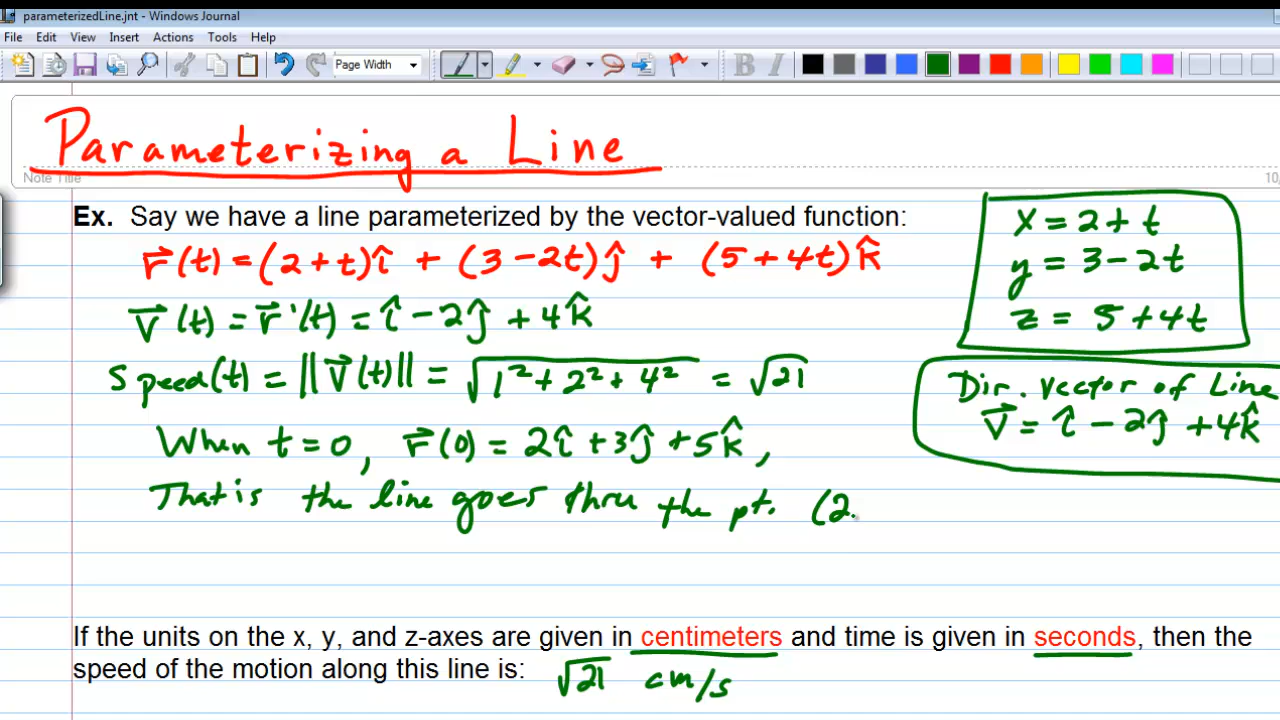 parameterizedLine.jnt - Windows Journal
File Edit View Insert Actions Tools Help
Page Width
B I
Parameterizing a Line
Note Title
10,
Ex. Say we have a line parameterized by the vector-valued function:
r⃗(t) = (2+t)î + (3-2t)ĵ + (5+4t)k̂
v⃗(t) = r⃗'(t) = î - 2ĵ + 4k̂
Speed(t) = ||v⃗(t)|| = √(1² + 2² + 4²) = √21
When t = 0, r⃗(0) = 2î + 3ĵ + 5k̂,
That is the line goes thru the pt. (2,
x = 2 + t
y = 3 - 2t
z = 5 + 4t
Dir. vector of Line
v⃗ = î - 2ĵ + 4k̂
If the units on the x, y, and z-axes are given in centimeters and time is given in seconds, then the
speed of the motion along this line is: √21 cm/s